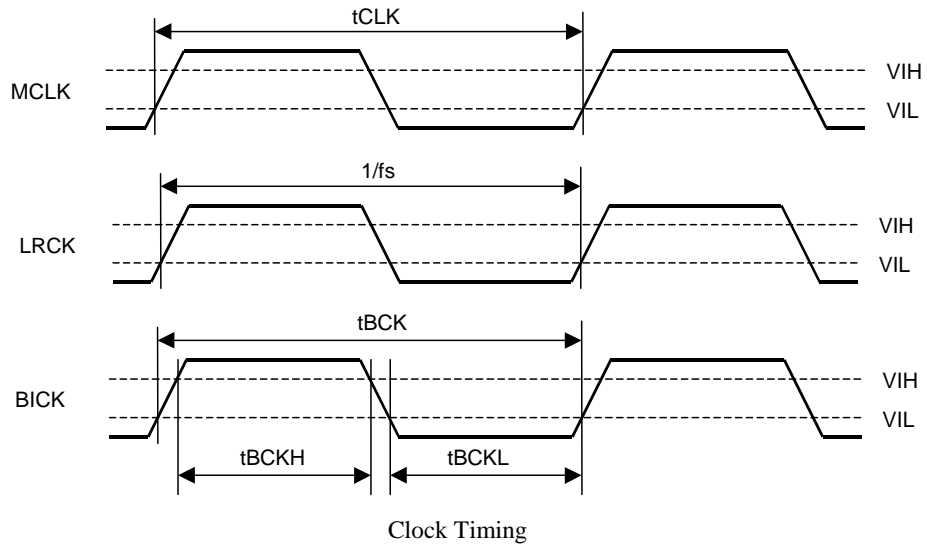 tCLK
MCLK
VIH
VIL
1/fs
LRCK
VIH
VIL
tBCK
BICK
VIH
VIL
tBCKH
tBCKL
Clock Timing